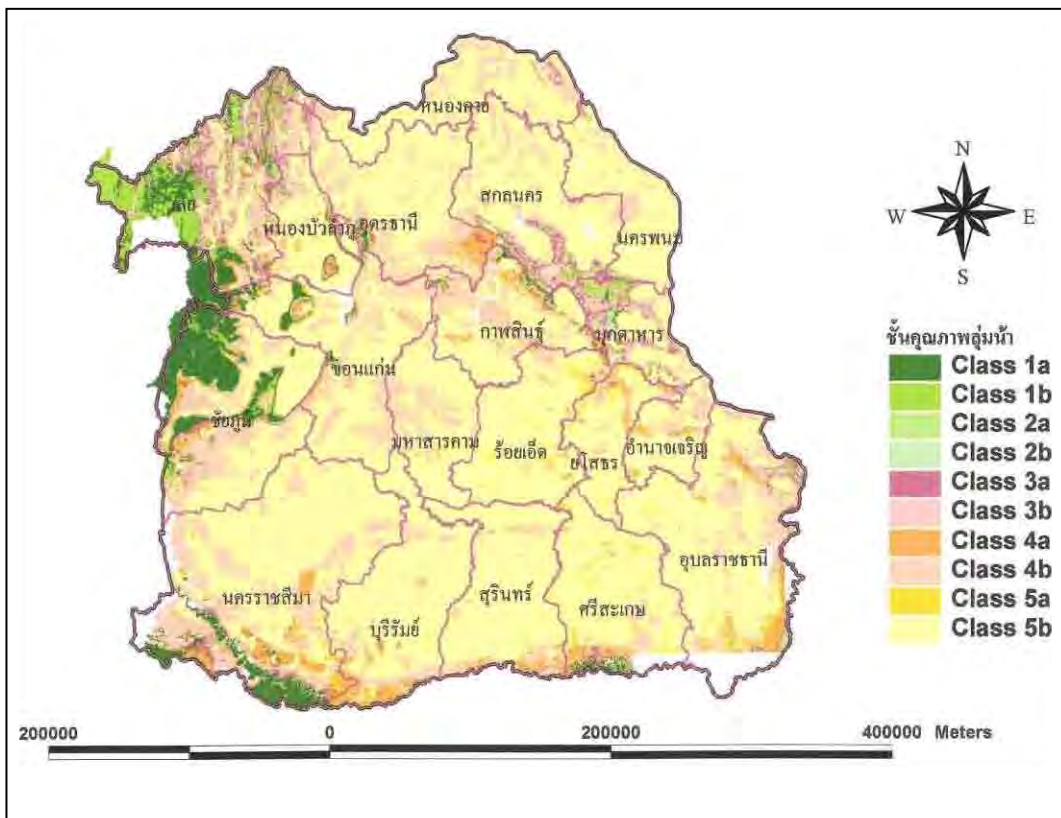 หนองคาย
สกลนคร
เลย
หนองบัวลำภู
อุดรธานี
นครพนม
กาฬสินธุ์
มุกดาหาร
ขอนแก่น
ชัยภูมิ
มหาสารคาม
ร้อยเอ็ด
ยโสธร
อำนาจเจริญ
อุบลราชธานี
นครราชสีมา
บุรีรัมย์
สุรินทร์
ศรีสะเกษ
N
W
E
S
ชั้นคุณภาพลุ่มน้ำ
Class 1a
Class 1b
Class 2a
Class 2b
Class 3a
Class 3b
Class 4a
Class 4b
Class 5a
Class 5b
200000 0 200000 400000 Meters